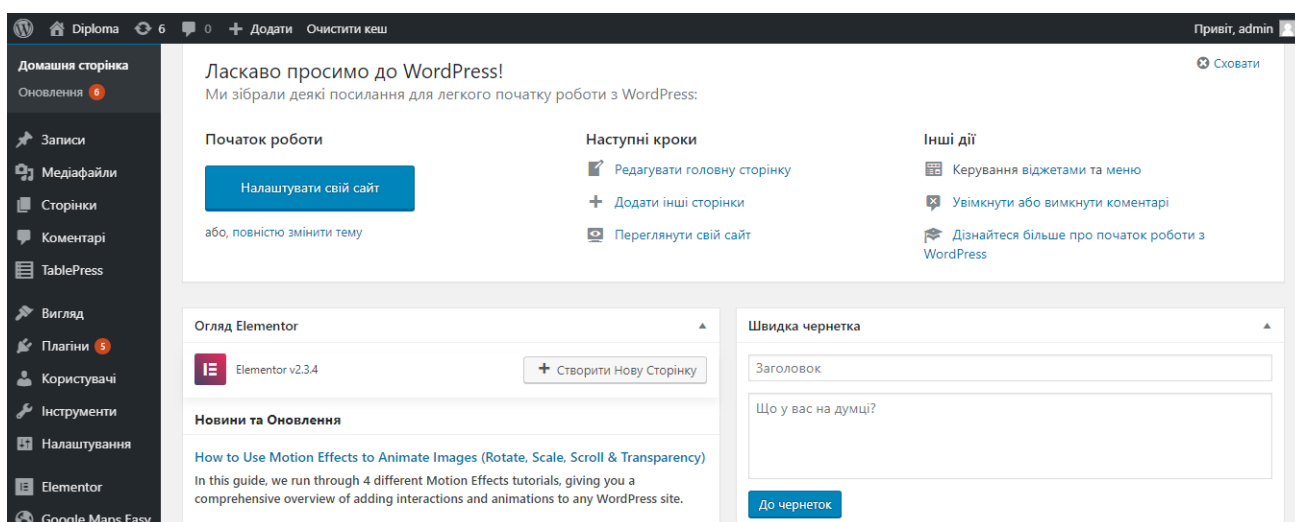 Diploma 6 0 Додати Очистити кеш Привіт, admin
Домашня сторінка
Оновлення 6
Записи
Медіафайли
Сторінки
Коментарі
TablePress
Вигляд
Плагіни 5
Користувачі
Інструменти
Налаштування
Elementor
Google Maps Easy
Сховати
Ласкаво просимо до WordPress!
Ми зібрали деякі посилання для легкого початку роботи з WordPress:
Початок роботи
Налаштувати свій сайт
або, повністю змінити тему
Наступні кроки
Редагувати головну сторінку
Додати інші сторінки
Переглянути свій сайт
Інші дії
Керування віджетами та меню
Увімкнути або вимкнути коментарі
Дізнайтеся більше про початок роботи з
WordPress
Огляд Elementor
Elementor v2.3.4
Створити Нову Сторінку
Новини та Оновлення
How to Use Motion Effects to Animate Images (Rotate, Scale, Scroll & Transparency)
In this guide, we run through 4 different Motion Effects tutorials, giving you a
comprehensive overview of adding interactions and animations to any WordPress site.
Швидка чернетка
Заголовок
Що у вас на думці?
До чернеток